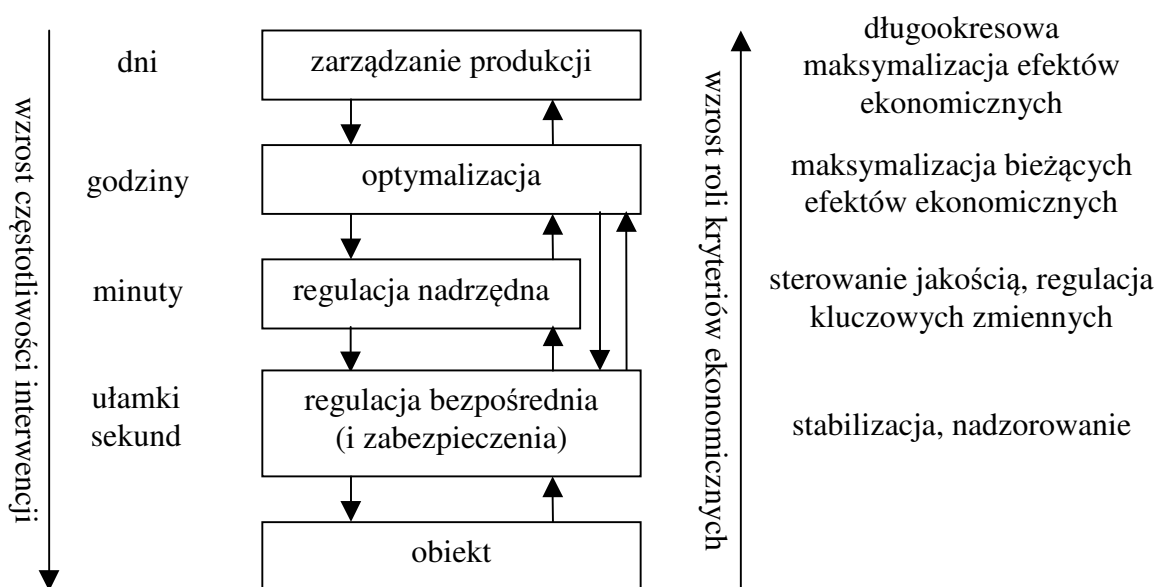 wzrost częstotliwości interwencji
dni
zarządzanie produkcji
długookresowa
maksymalizacja efektów
ekonomicznych
godziny
optymalizacja
maksymalizacja bieżących
efektów ekonomicznych
minuty
regulacja nadrzędna
sterowanie jakością, regulacja
kluczowych zmiennych
ułamki
sekund
regulacja bezpośrednia
(i zabezpieczenia)
stabilizacja, nadzorowanie
obiekt
wzrost roli kryteriów ekonomicznych